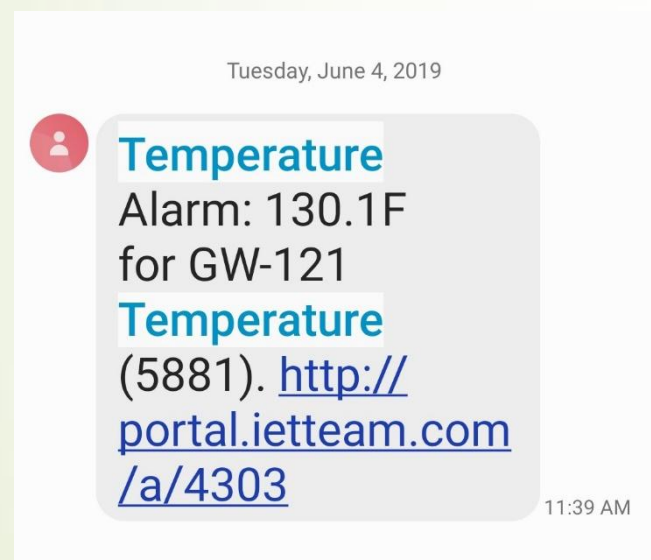 Tuesday, June 4, 2019
Temperature
Alarm: 130.1F
for GW-121
Temperature
(5881). http://
portal.ietteam.com
/a/4303
11:39 AM